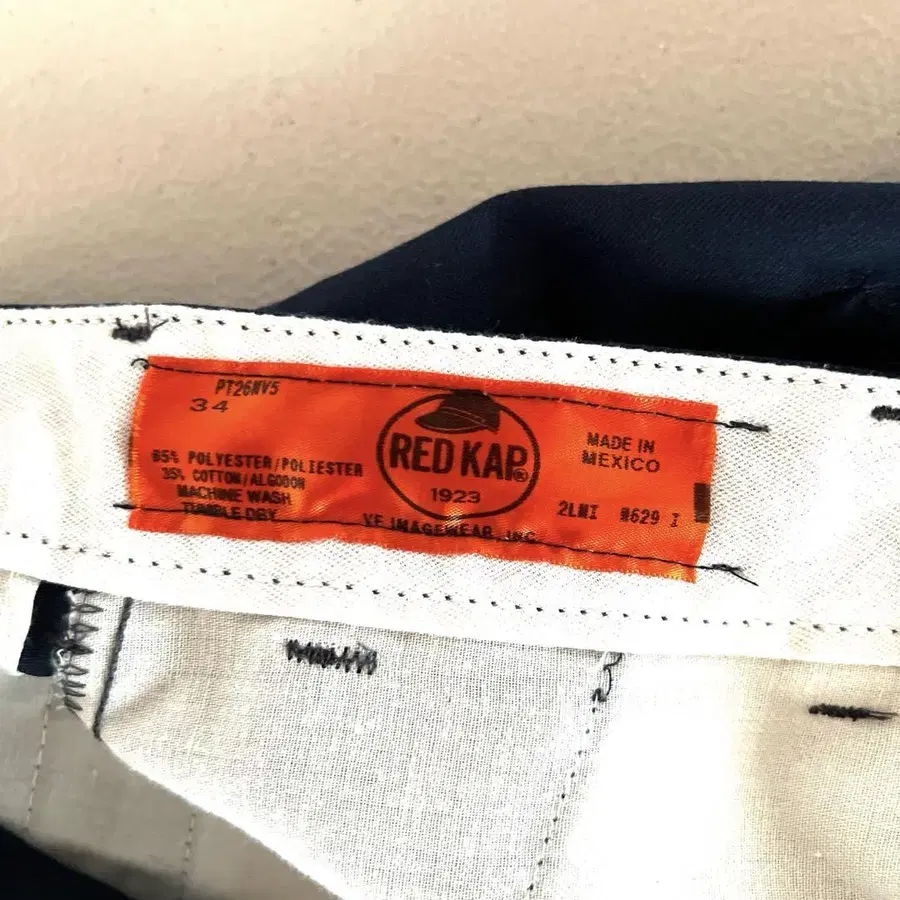 PT26NV5
34
65% POLYESTER/POLIESTER
35% COTTON/ALGODON
MACHINE WASH
TUMBLE DRY
RED KAP®
1923
VF IMAGEWEAR, INC.
MADE IN
MEXICO
2LMI